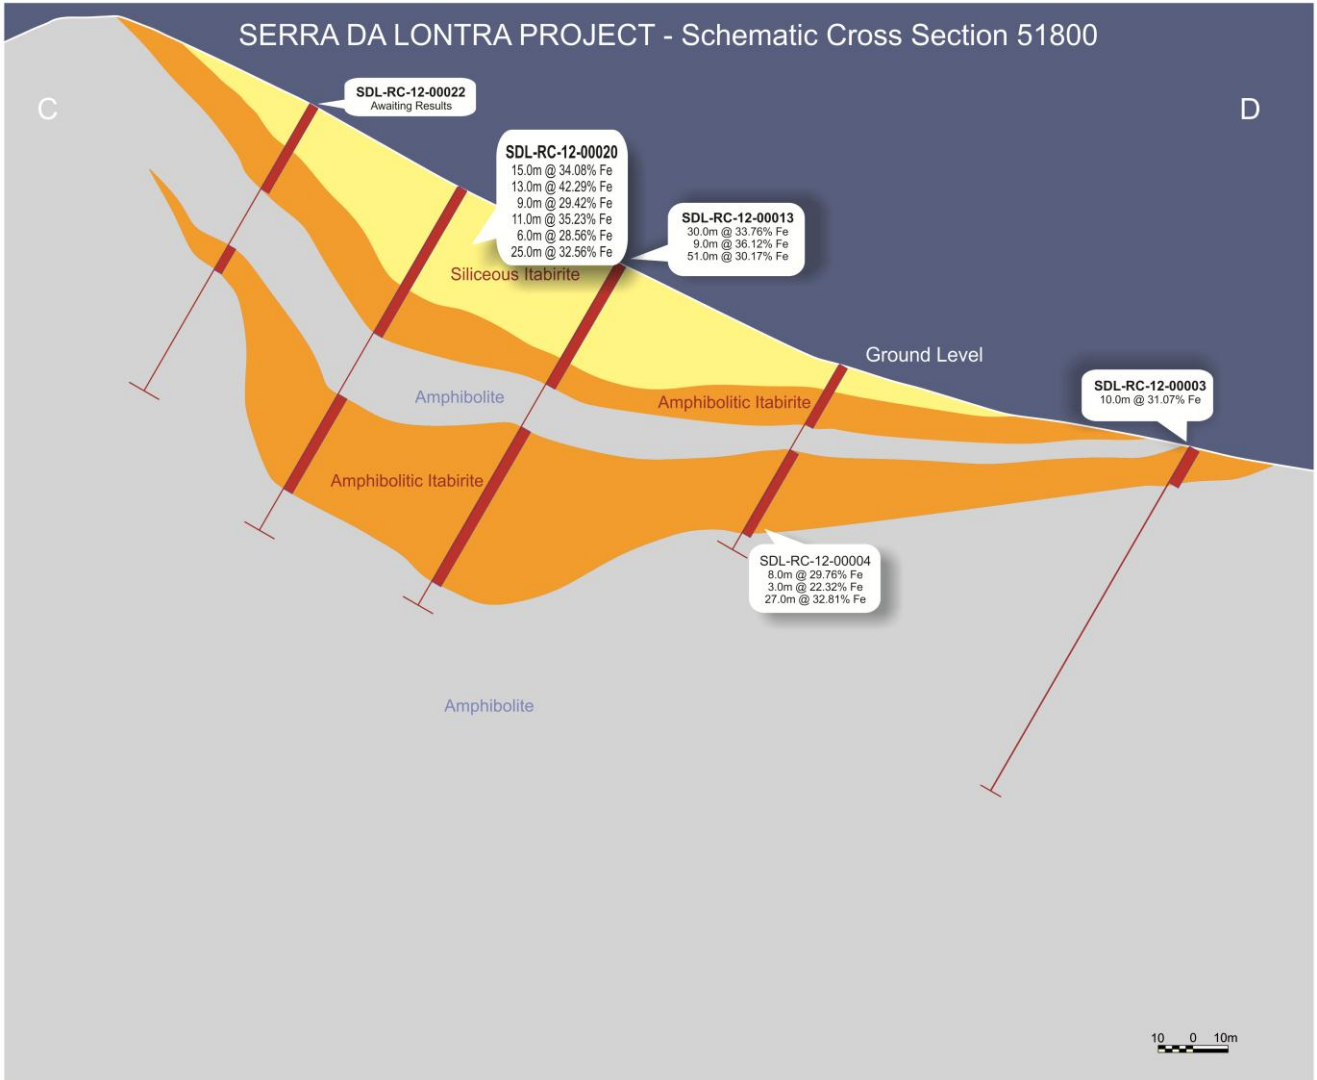 SERRA DA LONTRA PROJECT - Schematic Cross Section 51800
C
D
SDL-RC-12-00022
Awaiting Results
SDL-RC-12-00020
15.0m @ 34.08% Fe
13.0m @ 42.29% Fe
9.0m @ 29.42% Fe
11.0m @ 35.23% Fe
6.0m @ 28.56% Fe
25.0m @ 32.56% Fe
SDL-RC-12-00013
30.0m @ 33.76% Fe
9.0m @ 36.12% Fe
51.0m @ 30.17% Fe
Siliceous Itabirite
Ground Level
SDL-RC-12-00003
10.0m @ 31.07% Fe
Amphibolite
Amphibolitic Itabirite
Amphibolitic Itabirite
SDL-RC-12-00004
8.0m @ 29.76% Fe
3.0m @ 22.32% Fe
27.0m @ 32.81% Fe
Amphibolite
10 0 10m